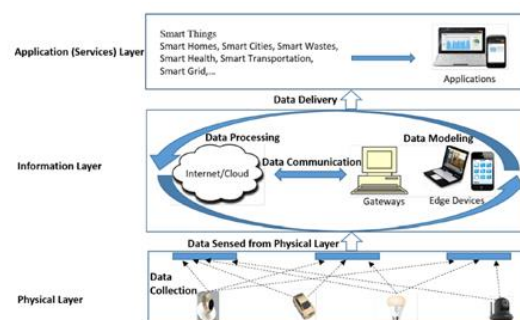 Smart Things
Smart Homes, Smart Cities, Smart Wastes,
Smart Health, Smart Transportation,
Smart Grid,...
Application (Services) Layer
Applications
Data Delivery
Data Processing
Data Modeling
Data Communication
Information Layer
Internet/Cloud
Gateways
Edge Devices
Data Sensed from Physical Layer
Data
Collection
Physical Layer